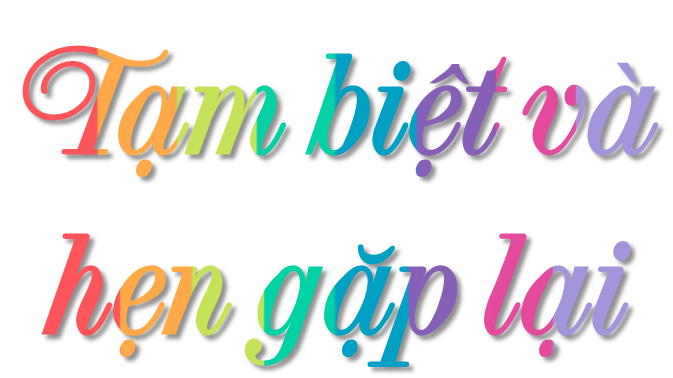 Tạm biệt và
hẹn gặp lại